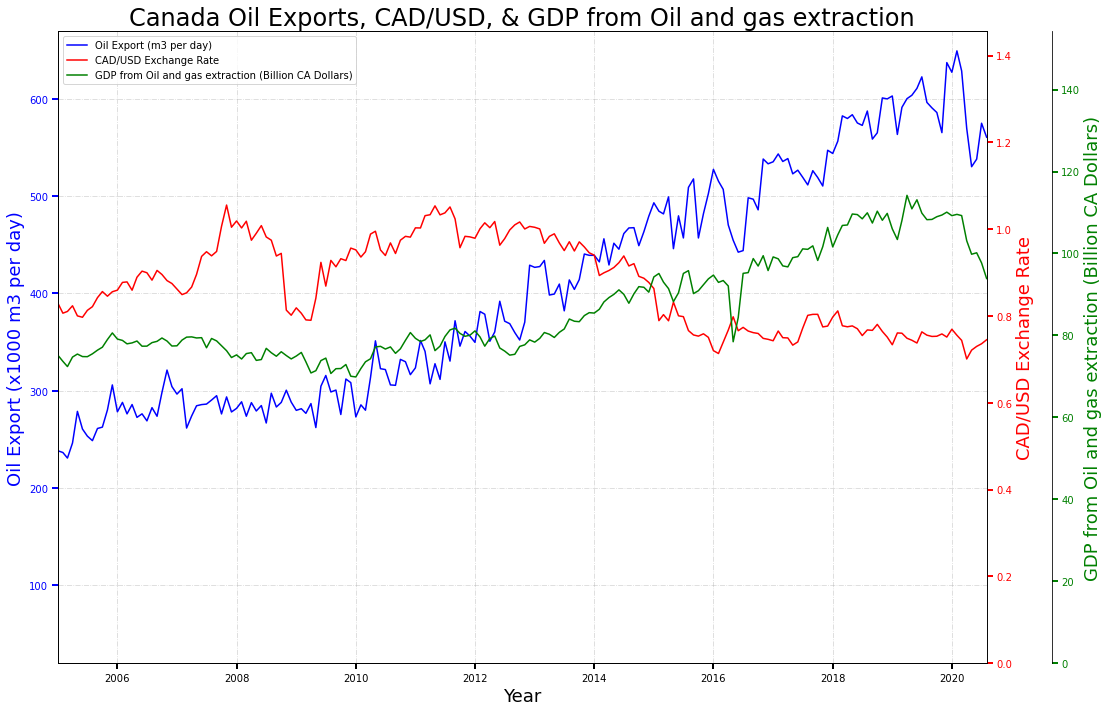 Canada Oil Exports, CAD/USD, & GDP from Oil and gas extraction
Oil Export (m3 per day)
CAD/USD Exchange Rate
GDP from Oil and gas extraction (Billion CA Dollars)
Oil Export (x1000 m3 per day)
600
500
400
300
200
100
1.4
1.2
1.0
0.8
0.6
0.4
0.2
0.0
CAD/USD Exchange Rate
140
120
100
80
60
40
20
0
GDP from Oil and gas extraction (Billion CA Dollars)
2006 2008 2010 2012 2014 2016 2018 2020
Year